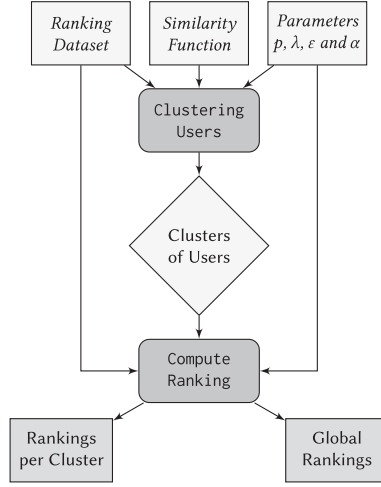 Ranking
Dataset
Similarity
Function
Parameters
p, λ, ε and α
Clustering
Users
Clusters
of Users
Compute
Ranking
Rankings
per Cluster
Global
Rankings